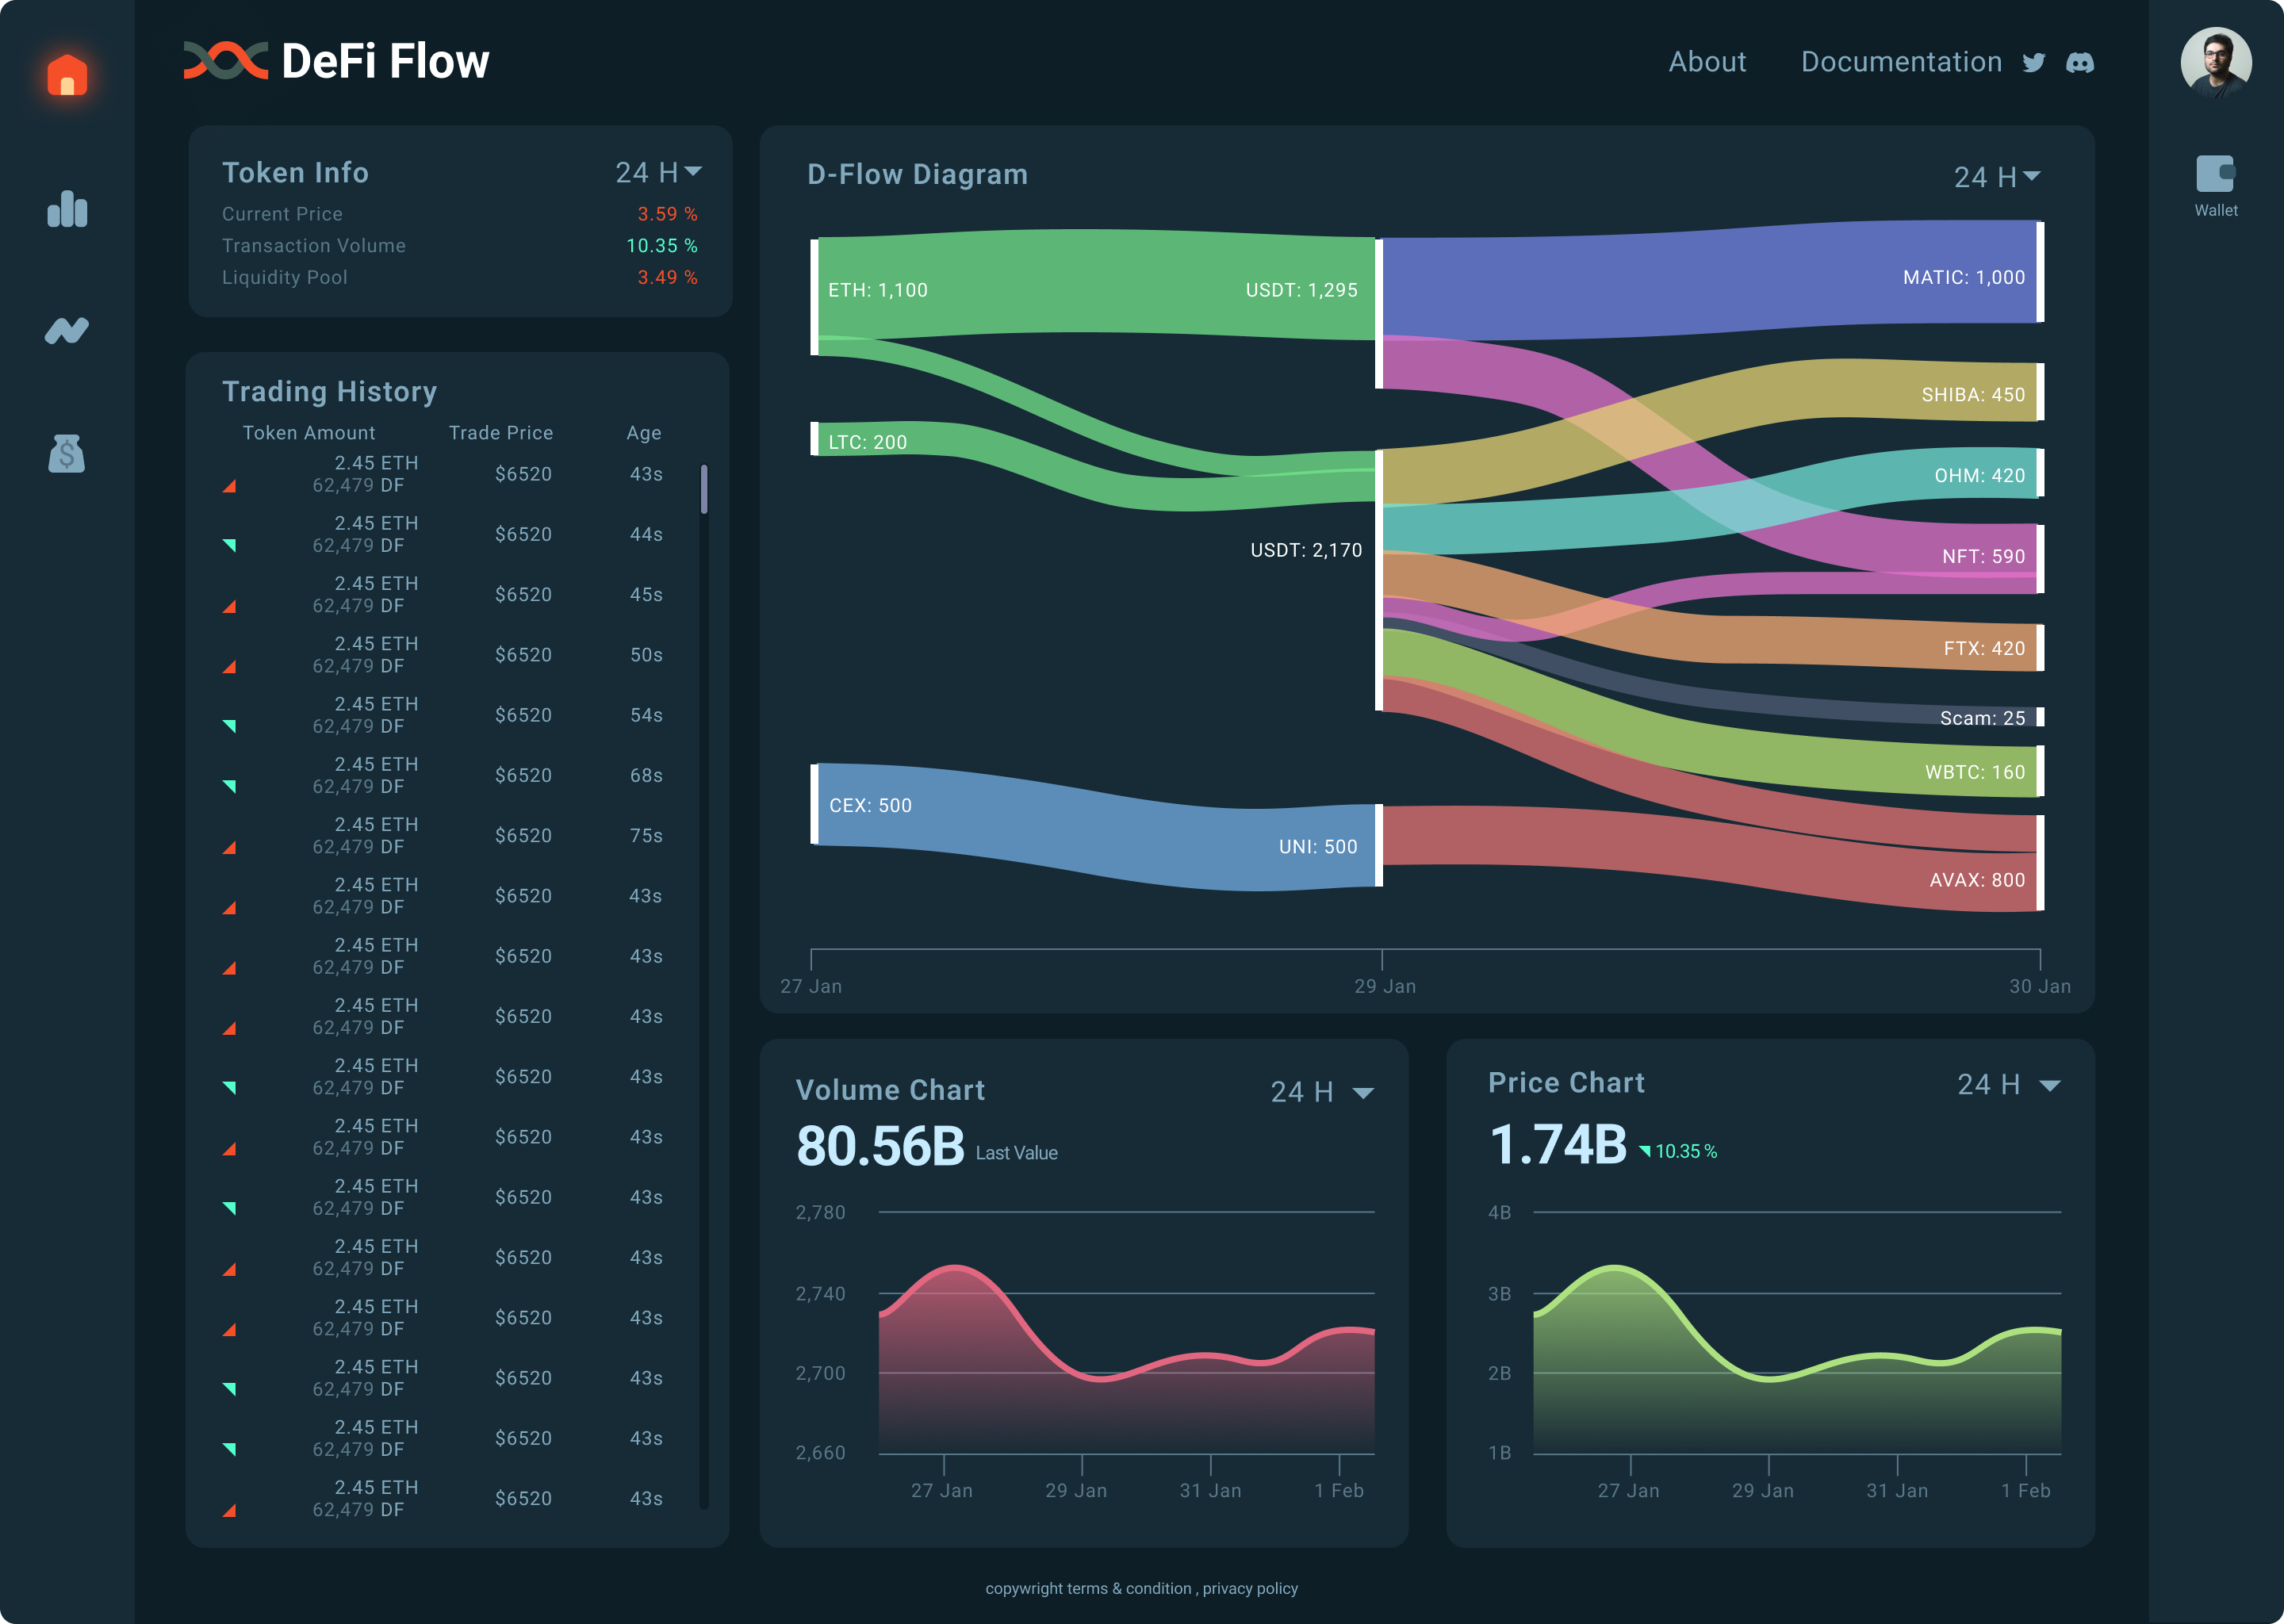 DeFi Flow
About
Documentation
Wallet
Token Info
24 H
Current Price 3.59 %
Transaction Volume 10.35 %
Liquidity Pool 3.49 %
Trading History
Token Amount Trade Price Age
2.45 ETH
62,479 DF
$6520 43s
2.45 ETH
62,479 DF
$6520 44s
2.45 ETH
62,479 DF
$6520 45s
2.45 ETH
62,479 DF
$6520 50s
2.45 ETH
62,479 DF
$6520 54s
2.45 ETH
62,479 DF
$6520 68s
2.45 ETH
62,479 DF
$6520 75s
2.45 ETH
62,479 DF
$6520 43s
2.45 ETH
62,479 DF
$6520 43s
2.45 ETH
62,479 DF
$6520 43s
2.45 ETH
62,479 DF
$6520 43s
2.45 ETH
62,479 DF
$6520 43s
2.45 ETH
62,479 DF
$6520 43s
2.45 ETH
62,479 DF
$6520 43s
2.45 ETH
62,479 DF
$6520 43s
2.45 ETH
62,479 DF
$6520 43s
2.45 ETH
62,479 DF
$6520 43s
2.45 ETH
62,479 DF
$6520 43s
$
D-Flow Diagram
24 H
ETH: 1,100
USDT: 1,295
MATIC: 1,000
SHIBA: 450
LTC: 200
OHM: 420
USDT: 2,170
NFT: 590
FTX: 420
Scam: 25
WBTC: 160
CEX: 500
UNI: 500
AVAX: 800
27 Jan
29 Jan
30 Jan
Volume Chart
24 H
80.56B Last Value
2,780
2,740
2,700
2,660
27 Jan
29 Jan
31 Jan
1 Feb
Price Chart
24 H
1.74B 10.35 %
4B
3B
2B
1B
27 Jan
29 Jan
31 Jan
1 Feb
copywright terms & condition , privacy policy